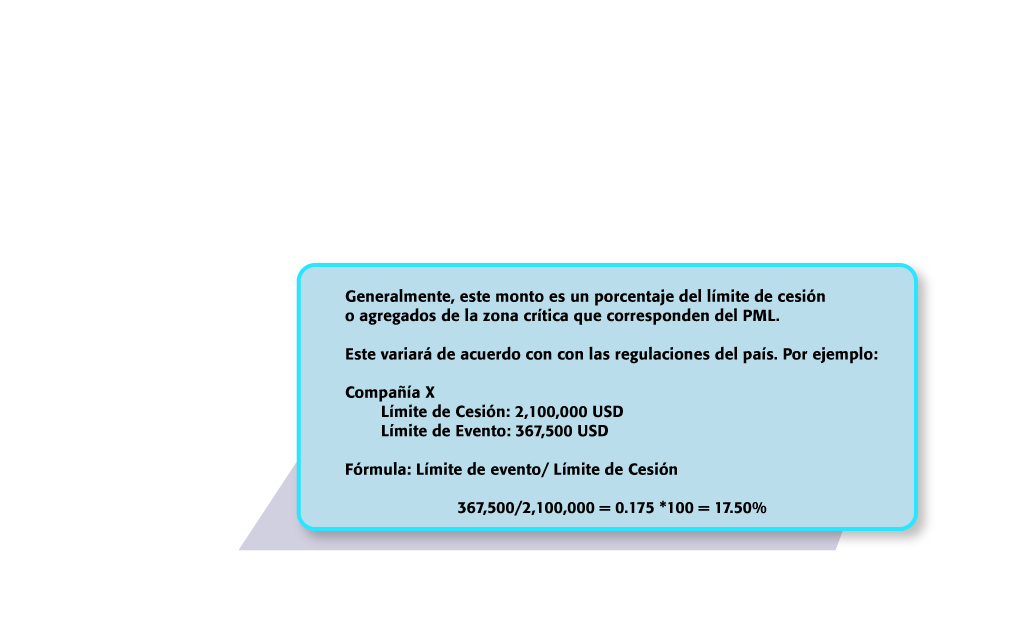 Generalmente, este monto es un porcentaje del límite de cesión
o agregados de la zona crítica que corresponden del PML.
Este variará de acuerdo con con las regulaciones del país. Por ejemplo:
Compañía X
Límite de Cesión: 2,100,000 USD
Límite de Evento: 367,500 USD
Fórmula: Límite de evento/ Límite de Cesión
367,500/2,100,000 = 0.175 *100 = 17.50%